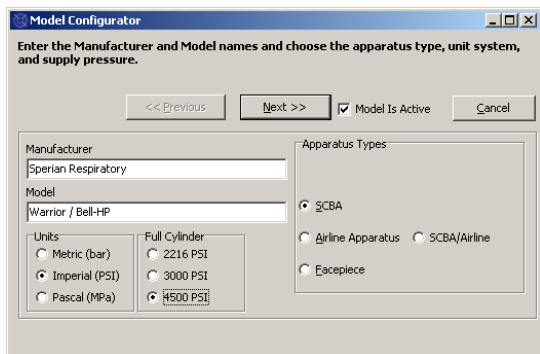 Model Configurator
Enter the Manufacturer and Model names and choose the apparatus type, unit system,
and supply pressure.
<< Previous
Next >>
Model Is Active
Cancel
Manufacturer
Sperian Respiratory
Model
Warrior / Bell-HP
Units
Metric (bar)
Imperial (PSI)
Pascal (MPa)
Full Cylinder
2216 PSI
3000 PSI
4500 PSI
Apparatus Types
SCBA
Airline Apparatus
SCBA/Airline
Facepiece